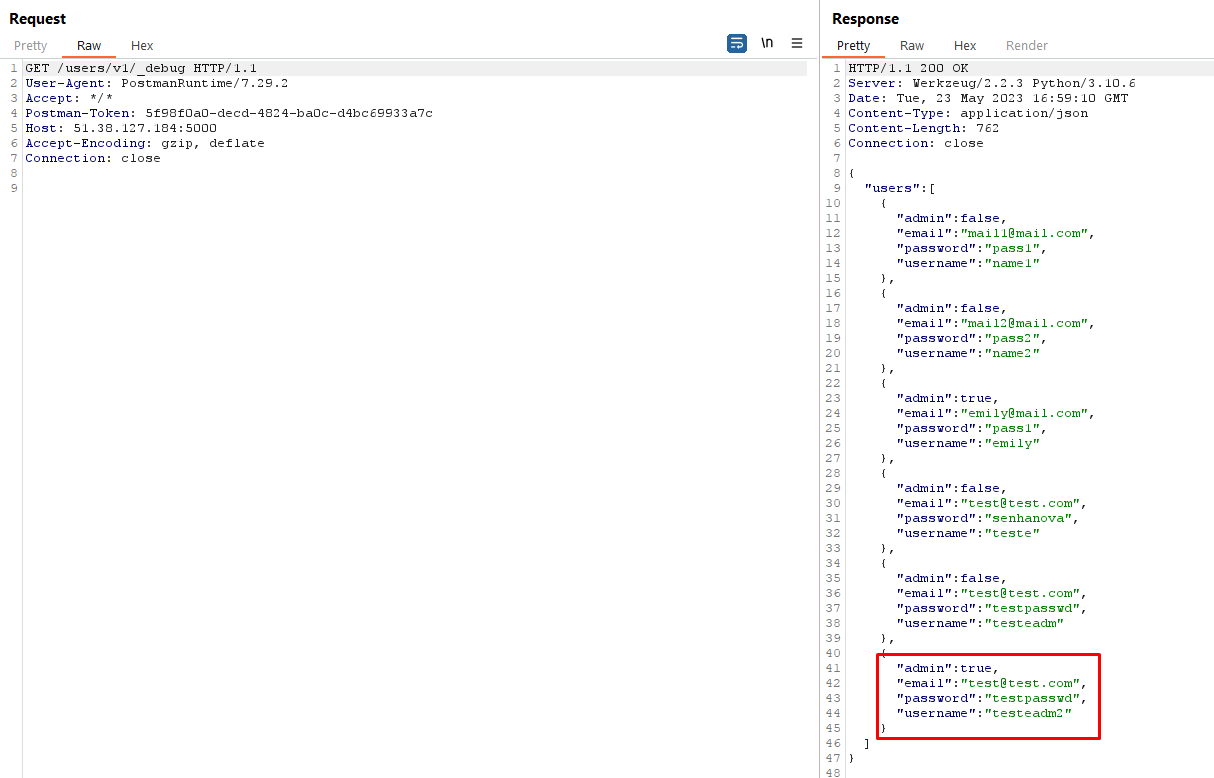 Request
Pretty Raw Hex
\n
1 GET /users/v1/_debug HTTP/1.1
2 User-Agent: PostmanRuntime/7.29.2
3 Accept: */*
4 Postman-Token: 5f98f0a0-decd-4824-ba0c-d4bc69933a7c
5 Host: 51.38.127.184:5000
6 Accept-Encoding: gzip, deflate
7 Connection: close
8
9
Response
Pretty Raw Hex Render
1 HTTP/1.1 200 OK
2 Server: Werkzeug/2.2.3 Python/3.10.6
3 Date: Tue, 23 May 2023 16:59:10 GMT
4 Content-Type: application/json
5 Content-Length: 762
6 Connection: close
7
8 {
9 "users":[
10 {
11 "admin":false,
12 "email":"mail1@mail.com",
13 "password":"pass1",
14 "username":"name1"
15 },
16 {
17 "admin":false,
18 "email":"mail2@mail.com",
19 "password":"pass2",
20 "username":"name2"
21 },
22 {
23 "admin":true,
24 "email":"emily@mail.com",
25 "password":"pass1",
26 "username":"emily"
27 },
28 {
29 "admin":false,
30 "email":"test@test.com",
31 "password":"senhanova",
32 "username":"teste"
33 },
34 {
35 "admin":false,
36 "email":"test@test.com",
37 "password":"testpasswd",
38 "username":"testeadm"
39 },
40 {
41 "admin":true,
42 "email":"test@test.com",
43 "password":"testpasswd",
44 "username":"testeadm2"
45 }
46 ]
47 }
48